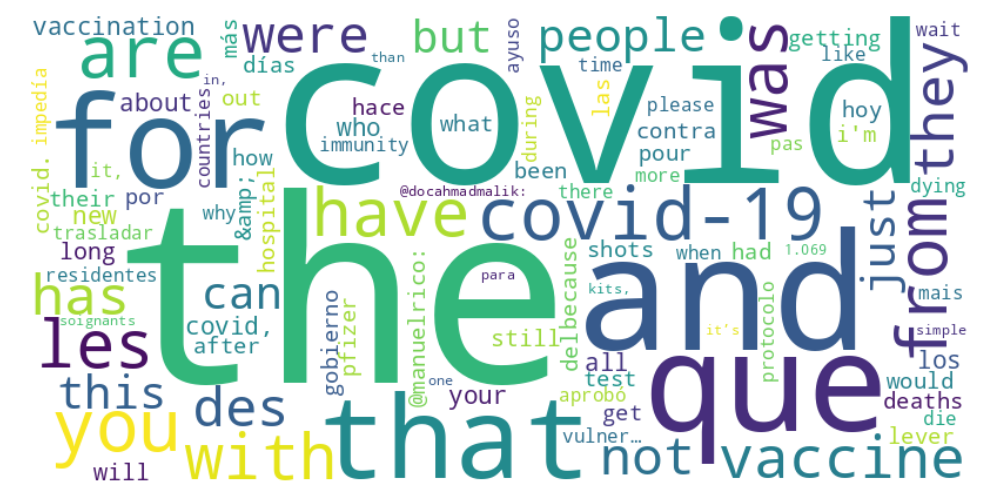 vaccination
are
más
were
días
but
than
ayuso
people
time
was
getting
like
wait
covid
for
about
in,
out
hace
who
immunity
what
during
las
please
contra
pour
more
hoy
i'm
pas
they
from
impedía
covid.
countries
it,
their
por
how
why
&amp;
hospital
new
trasladar
long
residentes
has
soignants
les
the
@docahmadmalik:
been
there
have
covid-19
just
dying
can
covid,
after
this
des
you
with
will
gobierno
pfizer
@manuelrico:
para
still
one
your
that
delbecause
shots
when
had
1.069
kits,
and
it's
protocolo
all
test
aprobó
get
vulner…
not
que
vaccine
mais
simple
los
would
deaths
die
lever